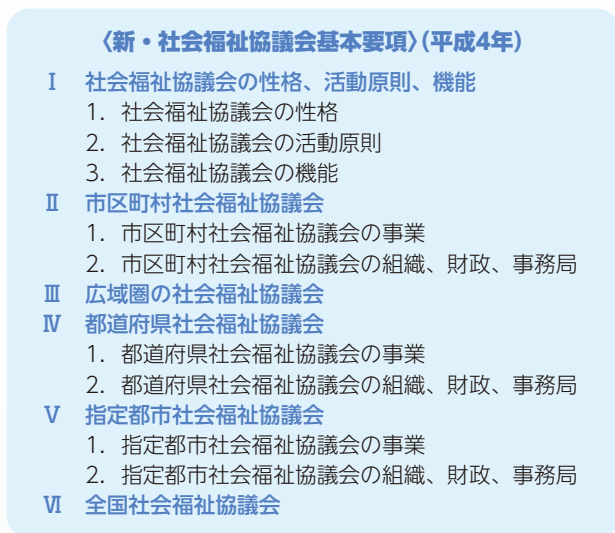 〈新・社会福祉協議会基本要項〉(平成4年)
Ⅰ 社会福祉協議会の性格、活動原則、機能
1. 社会福祉協議会の性格
2. 社会福祉協議会の活動原則
3. 社会福祉協議会の機能
Ⅱ 市区町村社会福祉協議会
1. 市区町村社会福祉協議会の事業
2. 市区町村社会福祉協議会の組織、財政、事務局
Ⅲ 広域圏の社会福祉協議会
Ⅳ 都道府県社会福祉協議会
1. 都道府県社会福祉協議会の事業
2. 都道府県社会福祉協議会の組織、財政、事務局
Ⅴ 指定都市社会福祉協議会
1. 指定都市社会福祉協議会の事業
2. 指定都市社会福祉協議会の組織、財政、事務局
Ⅵ 全国社会福祉協議会